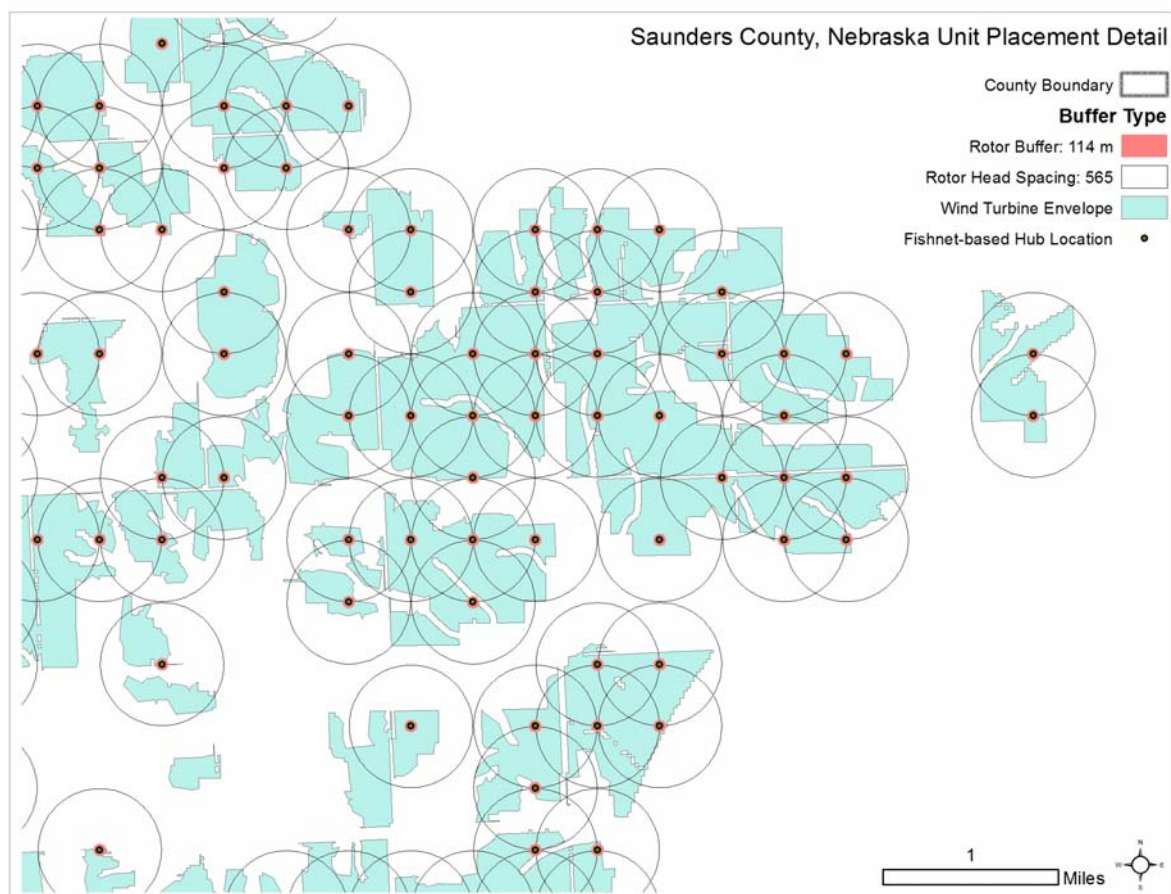 Saunders County, Nebraska Unit Placement Detail
County Boundary
Buffer Type
Rotor Buffer: 114 m
Rotor Head Spacing: 565
Wind Turbine Envelope
Fishnet-based Hub Location
1
Miles
N
W E
S